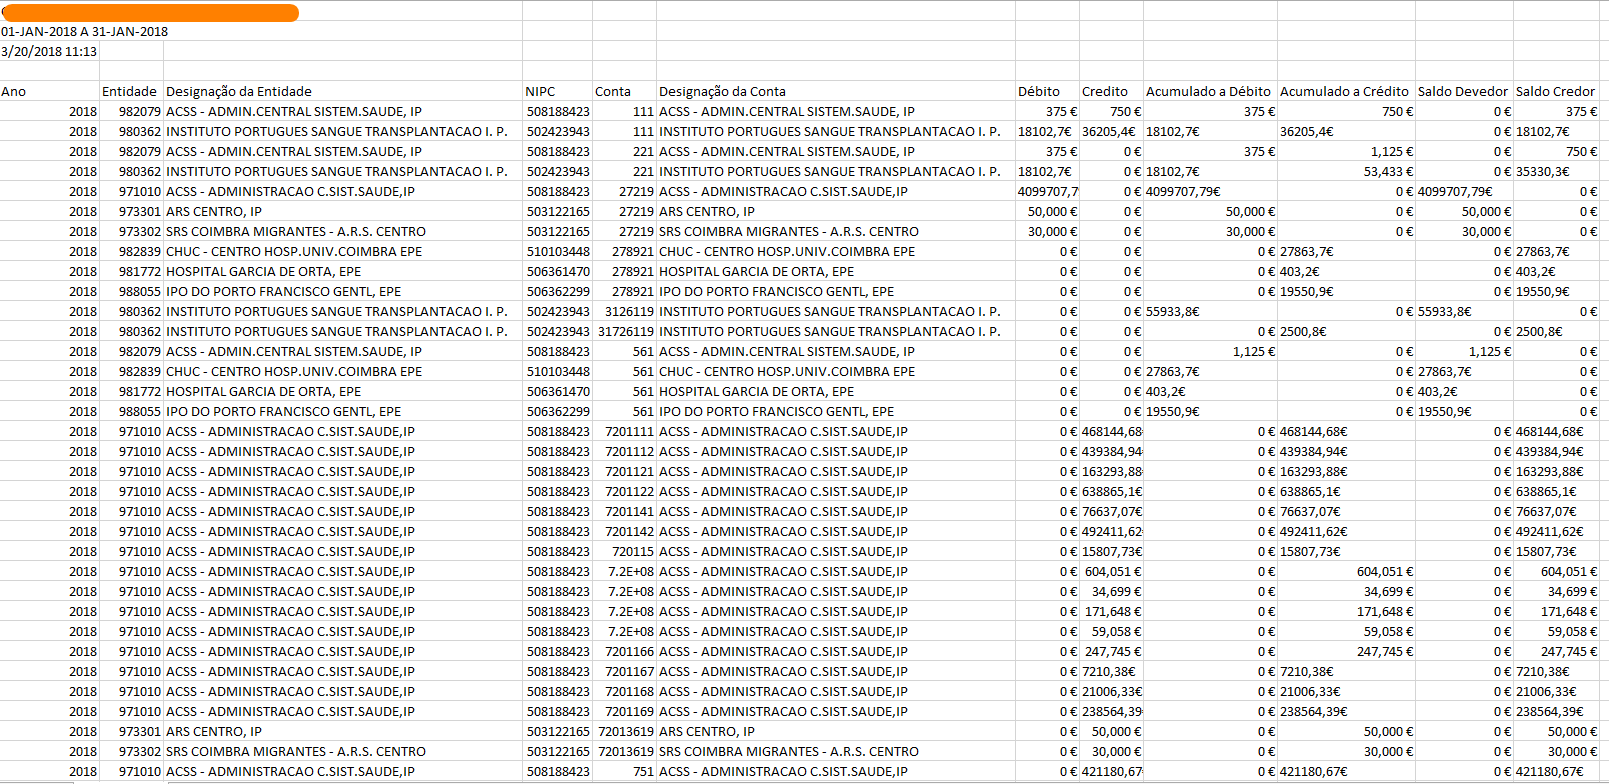 01-JAN-2018 A 31-JAN-2018
3/20/2018 11:13
Ano Entidade Designação da Entidade NIPC Conta Designação da Conta Débito Credito Acumulado a Débito Acumulado a Crédito Saldo Devedor Saldo Credor
2018 982079 ACSS - ADMIN.CENTRAL SISTEM.SAUDE, IP 508188423 111 ACSS - ADMIN.CENTRAL SISTEM.SAUDE, IP 375 € 750 € 375 € 750 € 0 € 375 €
2018 980362 INSTITUTO PORTUGUES SANGUE TRANSPLANTACAO I. P. 502423943 111 INSTITUTO PORTUGUES SANGUE TRANSPLANTACAO I. P. 18102,7€ 36205,4€ 18102,7€ 36205,4€ 0 € 18102,7€
2018 982079 ACSS - ADMIN.CENTRAL SISTEM.SAUDE, IP 508188423 221 ACSS - ADMIN.CENTRAL SISTEM.SAUDE, IP 375 € 0 € 375 € 1,125 € 0 € 750 €
2018 980362 INSTITUTO PORTUGUES SANGUE TRANSPLANTACAO I. P. 502423943 221 INSTITUTO PORTUGUES SANGUE TRANSPLANTACAO I. P. 18102,7€ 0 € 18102,7€ 53,433 € 0 € 35330,3€
2018 971010 ACSS - ADMINISTRACAO C.SIST.SAUDE,IP 508188423 27219 ACSS - ADMINISTRACAO C.SIST.SAUDE,IP 4099707,7 0 € 4099707,79€ 0 € 4099707,79€ 0 €
2018 973301 ARS CENTRO, IP 503122165 27219 ARS CENTRO, IP 50,000 € 0 € 50,000 € 0 € 50,000 € 0 €
2018 973302 SRS COIMBRA MIGRANTES - A.R.S. CENTRO 503122165 27219 SRS COIMBRA MIGRANTES - A.R.S. CENTRO 30,000 € 0 € 30,000 € 0 € 30,000 € 0 €
2018 982839 CHUC - CENTRO HOSP.UNIV.COIMBRA EPE 510103448 278921 CHUC - CENTRO HOSP.UNIV.COIMBRA EPE 0 € 0 € 0 € 27863,7€ 0 € 27863,7€
2018 981772 HOSPITAL GARCIA DE ORTA, EPE 506361470 278921 HOSPITAL GARCIA DE ORTA, EPE 0 € 0 € 0 € 403,2€ 0 € 403,2€
2018 988055 IPO DO PORTO FRANCISCO GENTL, EPE 506362299 278921 IPO DO PORTO FRANCISCO GENTL, EPE 0 € 0 € 0 € 19550,9€ 0 € 19550,9€
2018 980362 INSTITUTO PORTUGUES SANGUE TRANSPLANTACAO I. P. 502423943 3126119 INSTITUTO PORTUGUES SANGUE TRANSPLANTACAO I. P. 0 € 0 € 55933,8€ 0 € 55933,8€ 0 €
2018 980362 INSTITUTO PORTUGUES SANGUE TRANSPLANTACAO I. P. 502423943 31726119 INSTITUTO PORTUGUES SANGUE TRANSPLANTACAO I. P. 0 € 0 € 0 € 2500,8€ 0 € 2500,8€
2018 982079 ACSS - ADMIN.CENTRAL SISTEM.SAUDE, IP 508188423 561 ACSS - ADMIN.CENTRAL SISTEM.SAUDE, IP 0 € 0 € 1,125 € 0 € 1,125 € 0 €
2018 982839 CHUC - CENTRO HOSP.UNIV.COIMBRA EPE 510103448 561 CHUC - CENTRO HOSP.UNIV.COIMBRA EPE 0 € 0 € 27863,7€ 0 € 27863,7€ 0 €
2018 981772 HOSPITAL GARCIA DE ORTA, EPE 506361470 561 HOSPITAL GARCIA DE ORTA, EPE 0 € 0 € 403,2€ 0 € 403,2€ 0 €
2018 988055 IPO DO PORTO FRANCISCO GENTL, EPE 506362299 561 IPO DO PORTO FRANCISCO GENTL, EPE 0 € 0 € 19550,9€ 0 € 19550,9€ 0 €
2018 971010 ACSS - ADMINISTRACAO C.SIST.SAUDE,IP 508188423 7201111 ACSS - ADMINISTRACAO C.SIST.SAUDE,IP 0 € 468144,68 0 € 468144,68€ 0 € 468144,68€
2018 971010 ACSS - ADMINISTRACAO C.SIST.SAUDE,IP 508188423 7201112 ACSS - ADMINISTRACAO C.SIST.SAUDE,IP 0 € 439384,94 0 € 439384,94€ 0 € 439384,94€
2018 971010 ACSS - ADMINISTRACAO C.SIST.SAUDE,IP 508188423 7201121 ACSS - ADMINISTRACAO C.SIST.SAUDE,IP 0 € 163293,88 0 € 163293,88€ 0 € 163293,88€
2018 971010 ACSS - ADMINISTRACAO C.SIST.SAUDE,IP 508188423 7201122 ACSS - ADMINISTRACAO C.SIST.SAUDE,IP 0 € 638865,1€ 0 € 638865,1€ 0 € 638865,1€
2018 971010 ACSS - ADMINISTRACAO C.SIST.SAUDE,IP 508188423 7201141 ACSS - ADMINISTRACAO C.SIST.SAUDE,IP 0 € 76637,07€ 0 € 76637,07€ 0 € 76637,07€
2018 971010 ACSS - ADMINISTRACAO C.SIST.SAUDE,IP 508188423 7201142 ACSS - ADMINISTRACAO C.SIST.SAUDE,IP 0 € 492411,62 0 € 492411,62€ 0 € 492411,62€
2018 971010 ACSS - ADMINISTRACAO C.SIST.SAUDE,IP 508188423 720115 ACSS - ADMINISTRACAO C.SIST.SAUDE,IP 0 € 15807,73€ 0 € 15807,73€ 0 € 15807,73€
2018 971010 ACSS - ADMINISTRACAO C.SIST.SAUDE,IP 508188423 7.2E+08 ACSS - ADMINISTRACAO C.SIST.SAUDE,IP 0 € 604,051 € 0 € 604,051 € 0 € 604,051 €
2018 971010 ACSS - ADMINISTRACAO C.SIST.SAUDE,IP 508188423 7.2E+08 ACSS - ADMINISTRACAO C.SIST.SAUDE,IP 0 € 34,699 € 0 € 34,699 € 0 € 34,699 €
2018 971010 ACSS - ADMINISTRACAO C.SIST.SAUDE,IP 508188423 7.2E+08 ACSS - ADMINISTRACAO C.SIST.SAUDE,IP 0 € 171,648 € 0 € 171,648 € 0 € 171,648 €
2018 971010 ACSS - ADMINISTRACAO C.SIST.SAUDE,IP 508188423 7.2E+08 ACSS - ADMINISTRACAO C.SIST.SAUDE,IP 0 € 59,058 € 0 € 59,058 € 0 € 59,058 €
2018 971010 ACSS - ADMINISTRACAO C.SIST.SAUDE,IP 508188423 7201166 ACSS - ADMINISTRACAO C.SIST.SAUDE,IP 0 € 247,745 € 0 € 247,745 € 0 € 247,745 €
2018 971010 ACSS - ADMINISTRACAO C.SIST.SAUDE,IP 508188423 7201167 ACSS - ADMINISTRACAO C.SIST.SAUDE,IP 0 € 7210,38€ 0 € 7210,38€ 0 € 7210,38€
2018 971010 ACSS - ADMINISTRACAO C.SIST.SAUDE,IP 508188423 7201168 ACSS - ADMINISTRACAO C.SIST.SAUDE,IP 0 € 21006,33€ 0 € 21006,33€ 0 € 21006,33€
2018 971010 ACSS - ADMINISTRACAO C.SIST.SAUDE,IP 508188423 7201169 ACSS - ADMINISTRACAO C.SIST.SAUDE,IP 0 € 238564,39 0 € 238564,39€ 0 € 238564,39€
2018 973301 ARS CENTRO, IP 503122165 72013619 ARS CENTRO, IP 0 € 50,000 € 0 € 50,000 € 0 € 50,000 €
2018 973302 SRS COIMBRA MIGRANTES - A.R.S. CENTRO 503122165 72013619 SRS COIMBRA MIGRANTES - A.R.S. CENTRO 0 € 30,000 € 0 € 30,000 € 0 € 30,000 €
2018 971010 ACSS - ADMINISTRACAO C.SIST.SAUDE,IP 508188423 751 ACSS - ADMINISTRACAO C.SIST.SAUDE,IP 0 € 421180,67 0 € 421180,67€ 0 € 421180,67€